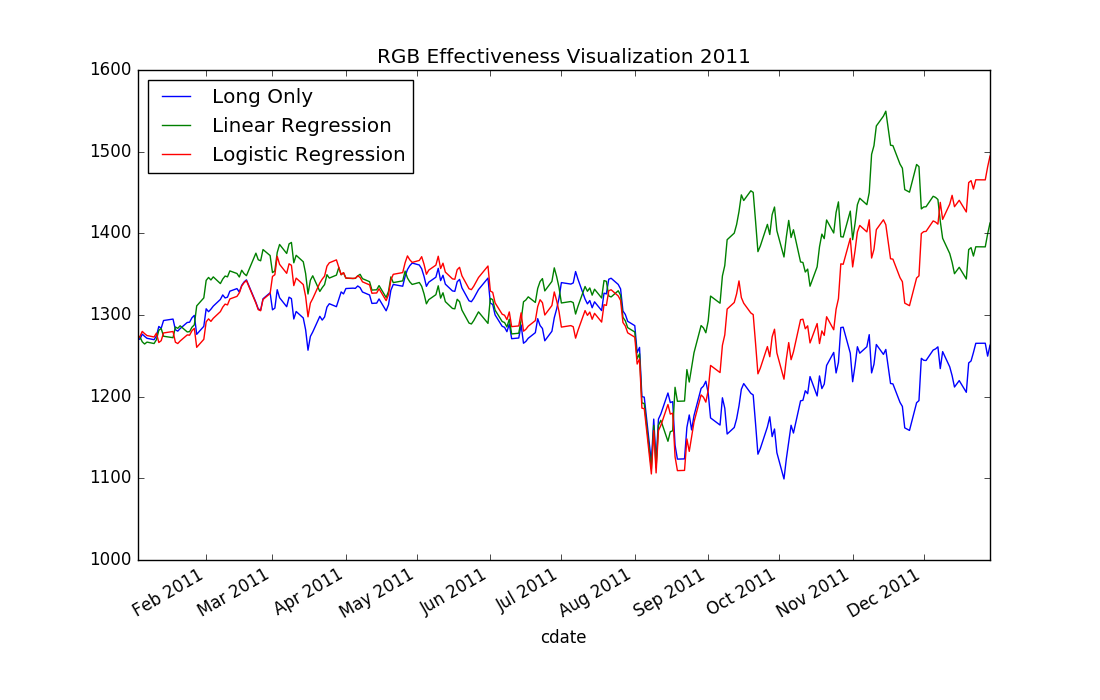 RGB Effectiveness Visualization 2011
1600
1500
1400
1300
1200
1100
1000
Long Only
Linear Regression
Logistic Regression
Feb 2011
Mar 2011
Apr 2011
May 2011
Jun 2011
Jul 2011
Aug 2011
Sep 2011
Oct 2011
Nov 2011
Dec 2011
cdate